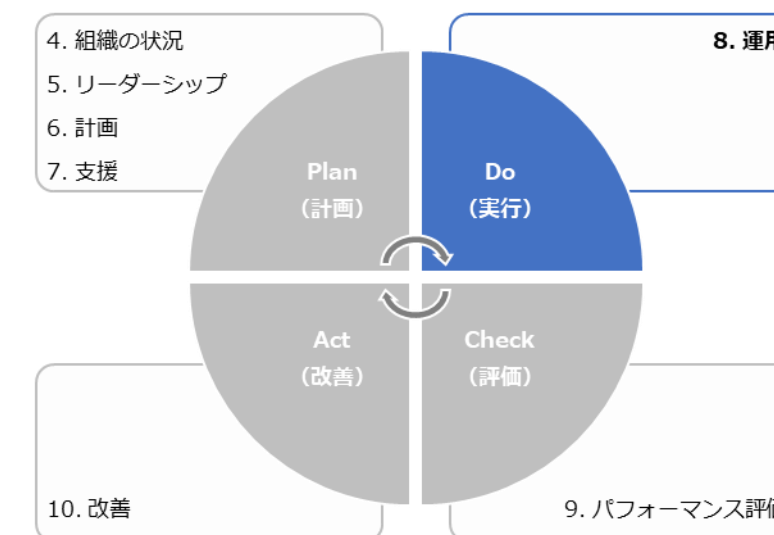 4. 組織の状況
5. リーダーシップ
6. 計画
7. 支援
8. 運用
Plan
（計画）
Do
（実行）
Act
（改善）
Check
（評価）
10. 改善
9. パフォーマンス評価